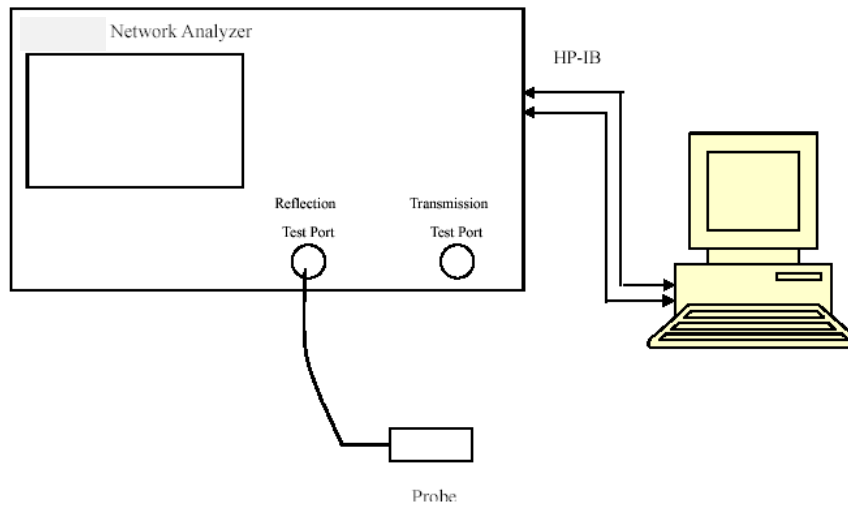 Network Analyzer
HP-IB
Reflection
Test Port
Transmission
Test Port
Probe